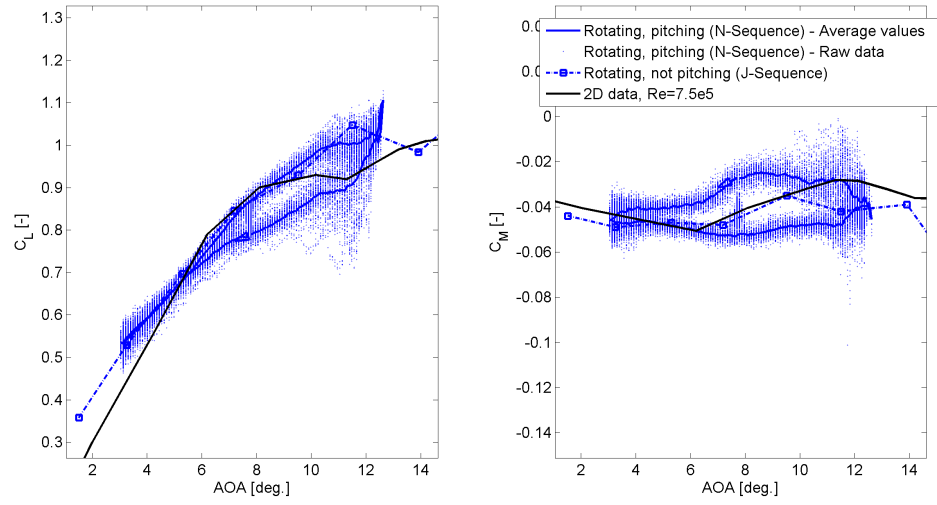 1.3
1.2
1.1
1
0.9
0.8
0.7
0.6
0.5
0.4
0.3
2 4 6 8 10 12 14
AOA [deg.]
C_L [-]
Rotating, pitching (N-Sequence) - Average values
Rotating, pitching (N-Sequence) - Raw data
Rotating, not pitching (J-Sequence)
2D data, Re=7.5e5
0
-0.02
-0.04
-0.06
-0.08
-0.1
-0.12
-0.14
2 4 6 8 10 12 14
AOA [deg.]
C_M [-]